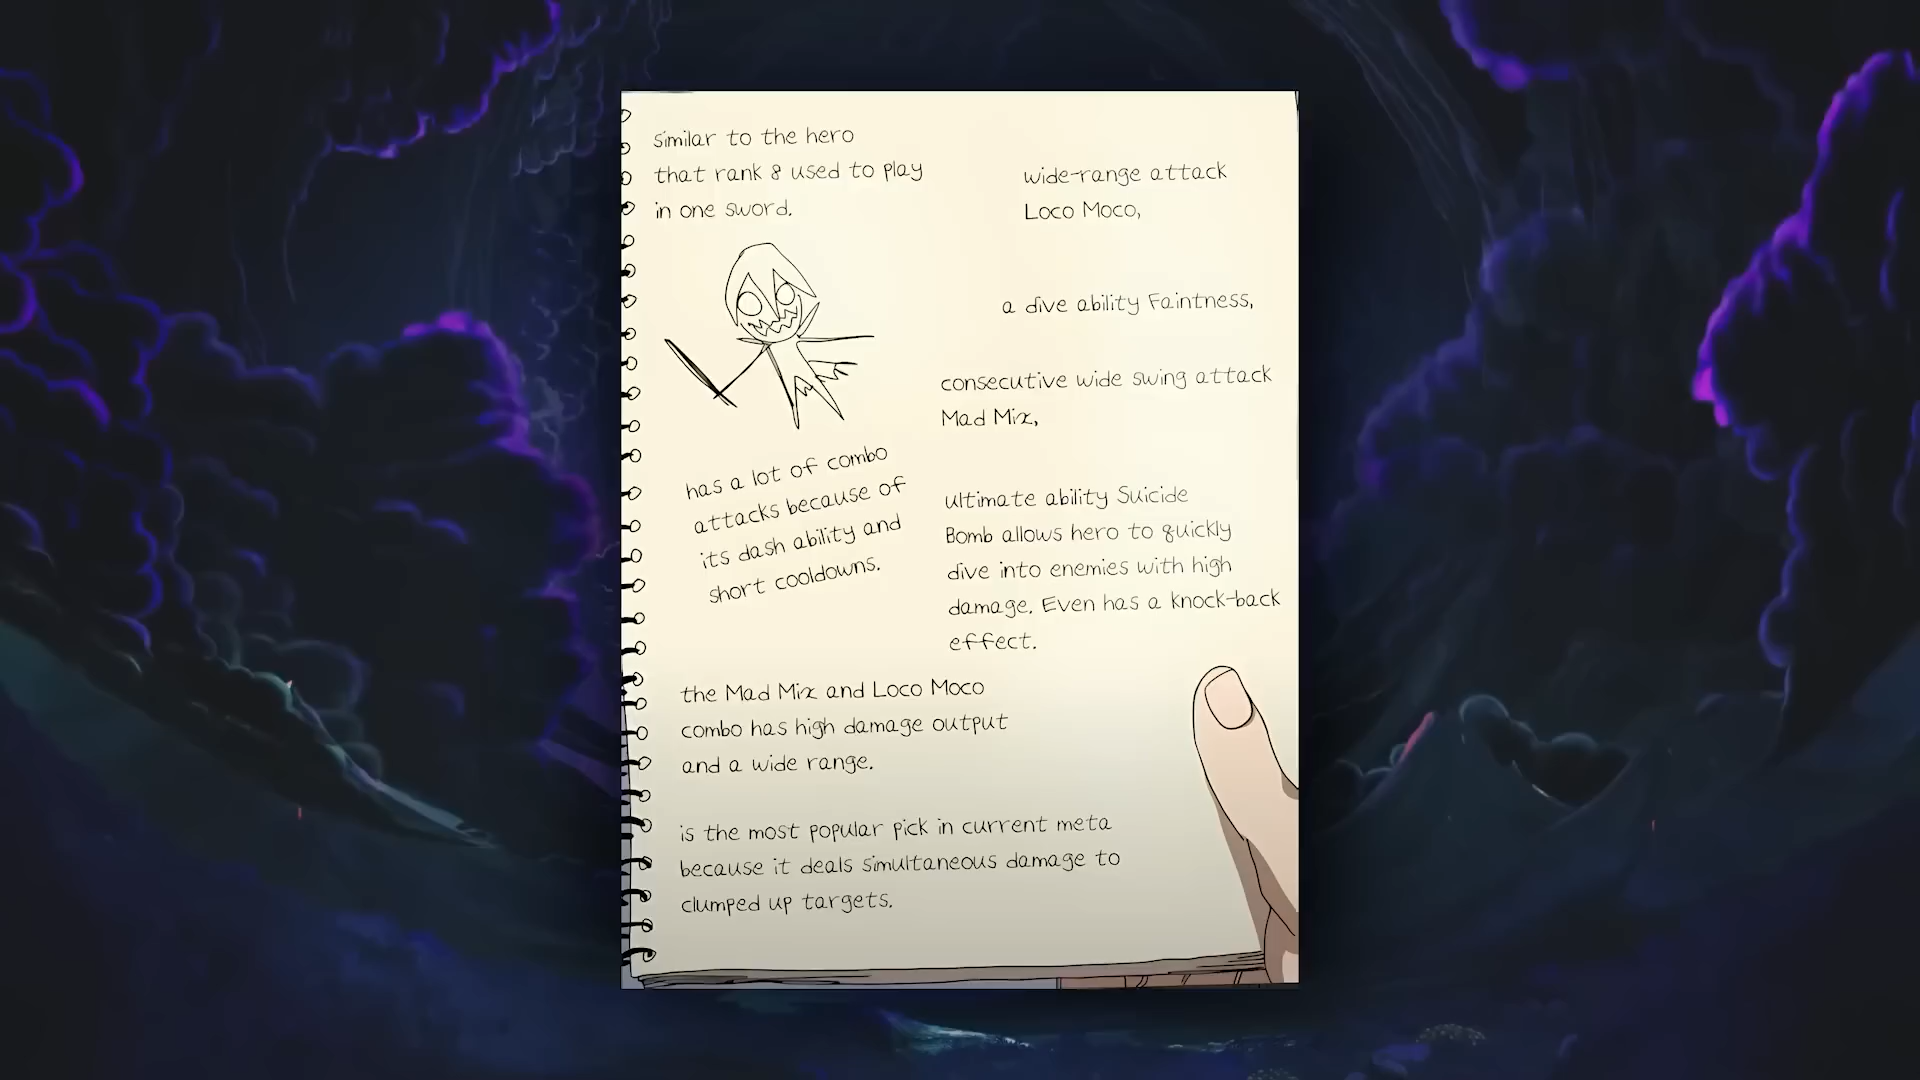 Similar to the hero
that rank 8 used to play
in one sword.
has a lot of combo
attacks because of
its dash ability and
short cooldowns.
wide-range attack
Loco Moco,
a dive ability Faintness,
consecutive wide swing attack
Mad Mix,
ultimate ability Suicide
Bomb allows hero to quickly
dive into enemies with high
damage. Even has a knock-back
effect.
the Mad Mix and Loco Moco
combo has high damage output
and a wide range.
is the most popular pick in current meta
because it deals simultaneous damage to
clumped up targets.